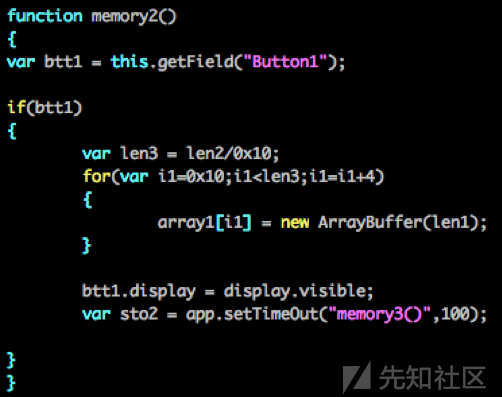 function memory2()
{
var btt1 = this.getField("Button1");
if(btt1)
{
var len3 = len2/0x10;
for(var i1=0x10;i1<len3;i1=i1+4)
{
array1[i1] = new ArrayBuffer(len1);
}
btt1.display = display.visible;
var sto2 = app.setTimeOut("memory3()",100);
}
}
先知社区